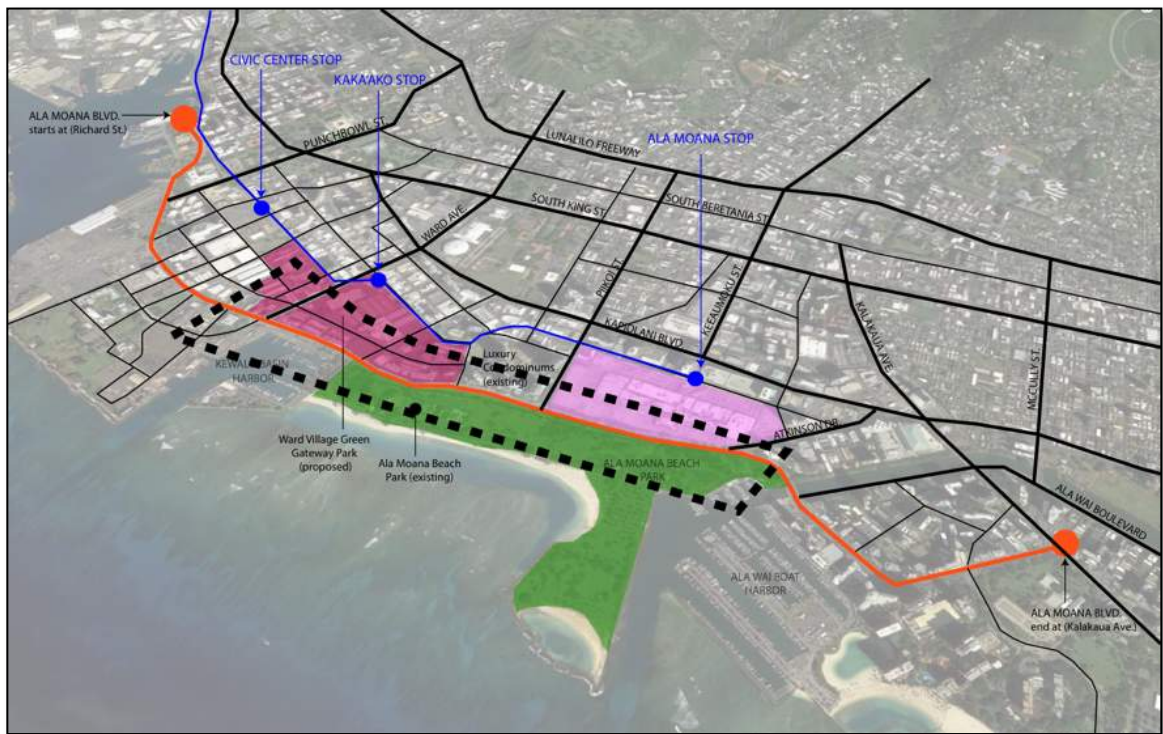 CIVIC CENTER STOP
KAKA'AKO STOP
ALA MOANA BLVD.
starts at (Richard St.)
PUNCHBOWL ST.
LUNALILO FREEWAY
ALA MOANA STOP
SOUTH KING ST.
SOUTH BERETANIA ST.
WARD AVE.
PIIKOI ST.
KEEAUMOKU ST.
KAPIOLANI BLVD.
KALAKAUA AVE.
MCCULLY ST.
KEWALO BASIN
HARBOR
Luxury
Condominiums
(existing)
ATKINSON DR.
Ward Village Green
Gateway Park
(proposed)
Ala Moana Beach
Park (existing)
ALA MOANA BEACH
PARK
ALA WAI BOULEVARD
ALA WAI BOAT
HARBOR
ALA MOANA BLVD.
end at (Kalakaua Ave.)